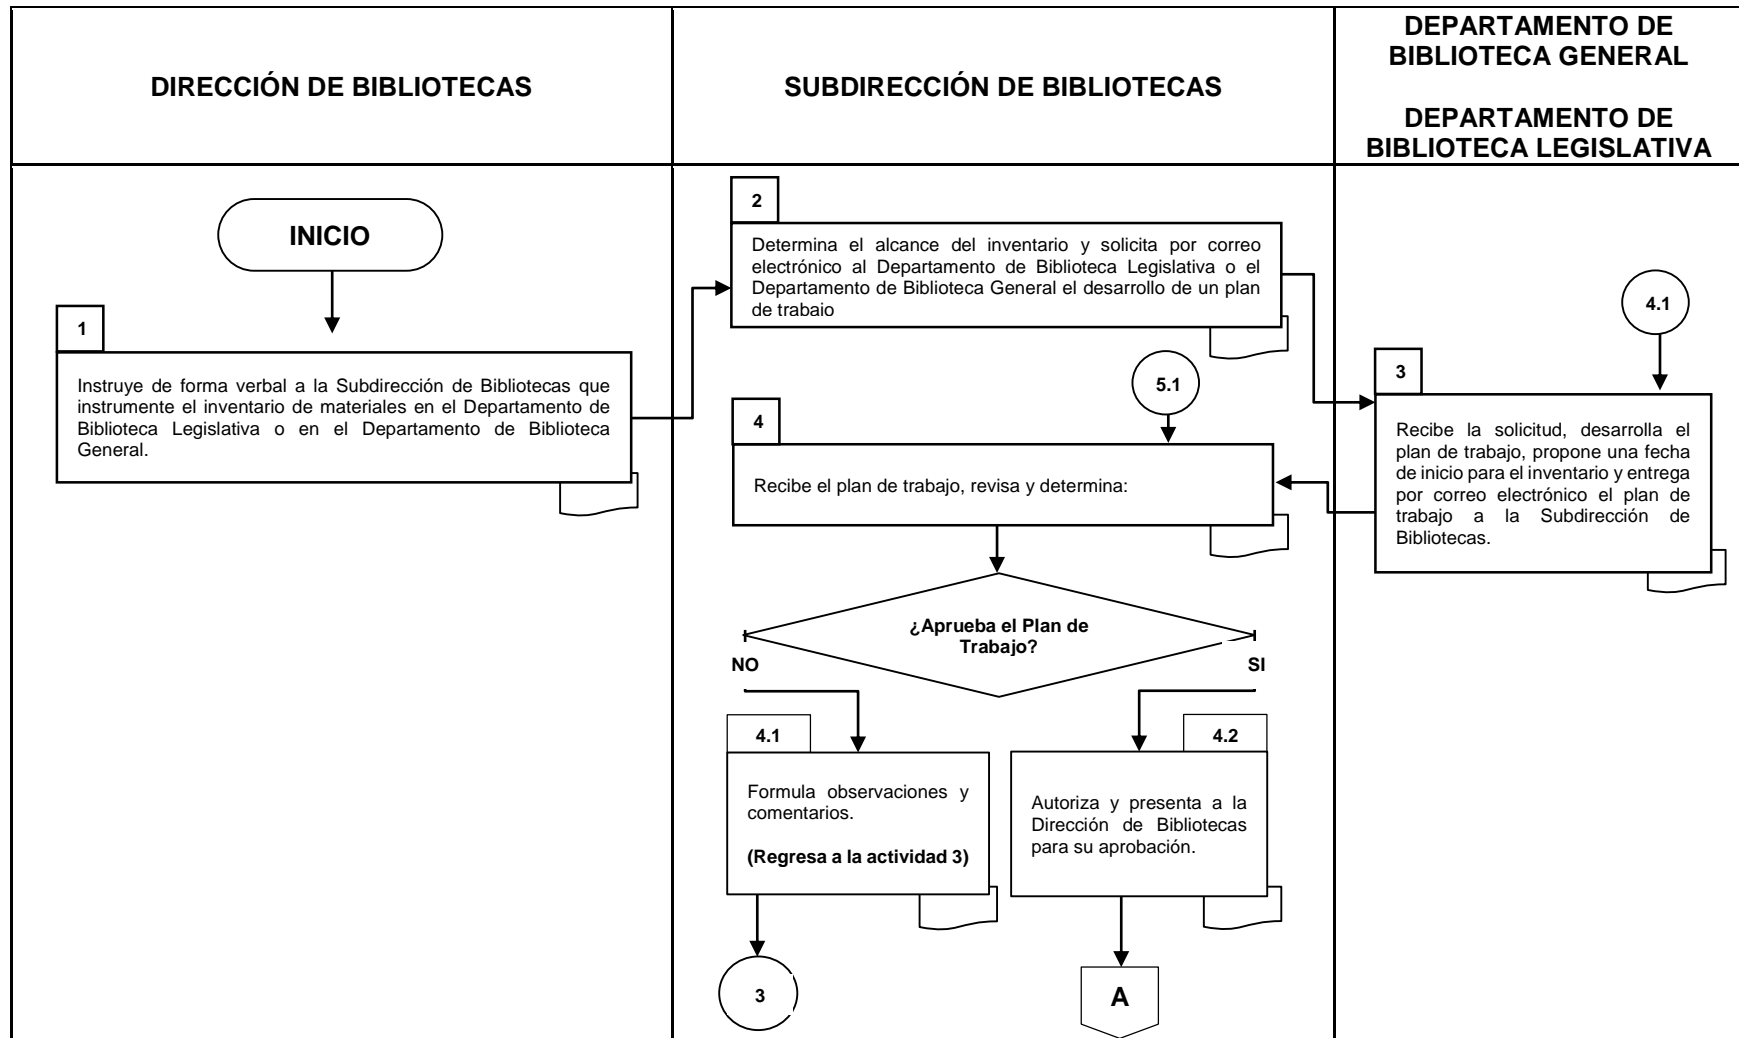 DIRECCIÓN DE BIBLIOTECAS
SUBDIRECCIÓN DE BIBLIOTECAS
DEPARTAMENTO DE
BIBLIOTECA GENERAL
DEPARTAMENTO DE
BIBLIOTECA LEGISLATIVA
INICIO
1
Instruye de forma verbal a la Subdirección de Bibliotecas que
instrumente el inventario de materiales en el Departamento de
Biblioteca Legislativa o en el Departamento de Biblioteca
General.
2
Determina el alcance del inventario y solicita por correo
electrónico al Departamento de Biblioteca Legislativa o el
Departamento de Biblioteca General el desarrollo de un plan
de trabajo
4.1
3
Recibe la solicitud, desarrolla el
plan de trabajo, propone una fecha
de inicio para el inventario y entrega
por correo electrónico el plan de
trabajo a la Subdirección de
Bibliotecas.
5.1
4
Recibe el plan de trabajo, revisa y determina:
¿Aprueba el Plan de
Trabajo?
NO
SI
4.1
Formula observaciones y
comentarios.
(Regresa a la actividad 3)
3
4.2
Autoriza y presenta a la
Dirección de Bibliotecas
para su aprobación.
A